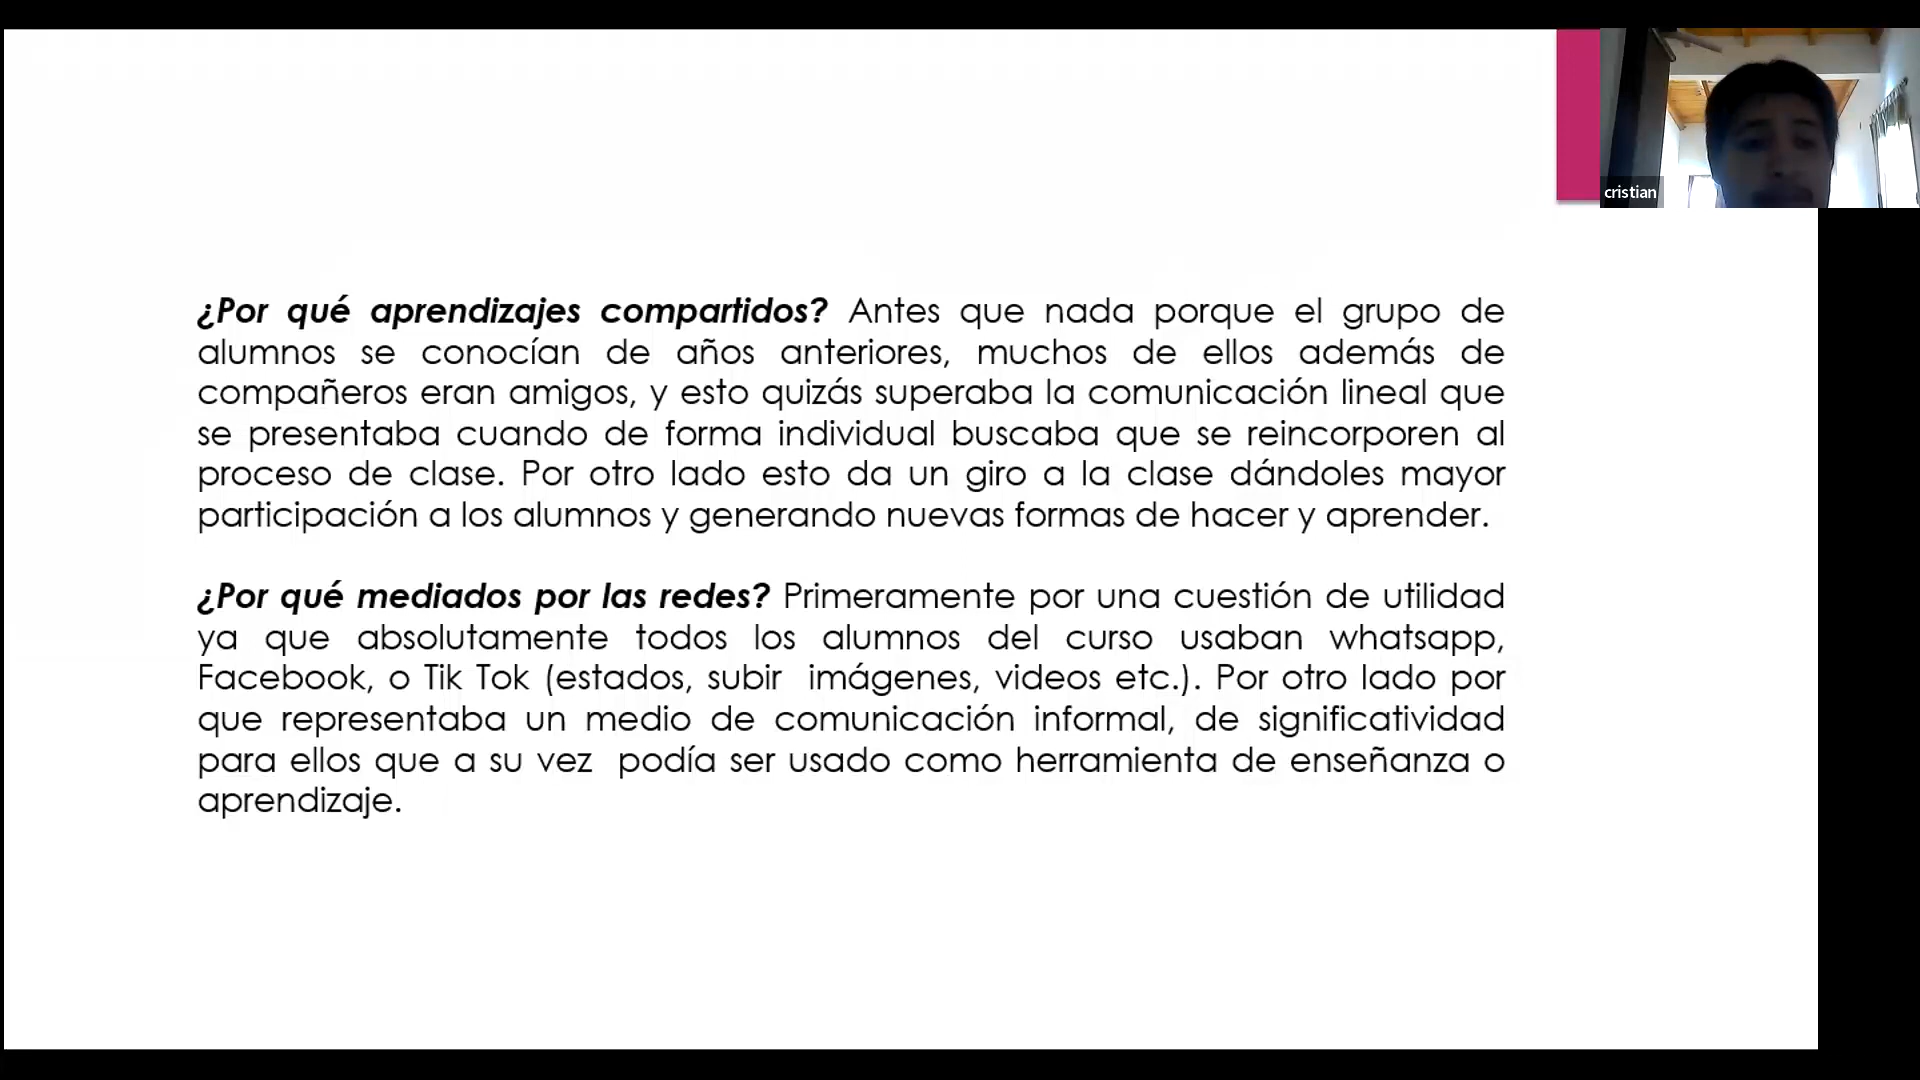 cristian
¿Por qué aprendizajes compartidos? Antes que nada porque el grupo de
alumnos se conocían de años anteriores, muchos de ellos además de
compañeros eran amigos, y esto quizás superaba la comunicación lineal que
se presentaba cuando de forma individual buscaba que se reincorporen al
proceso de clase. Por otro lado esto da un giro a la clase dándoles mayor
participación a los alumnos y generando nuevas formas de hacer y aprender.
¿Por qué mediados por las redes? Primeramente por una cuestión de utilidad
ya que absolutamente todos los alumnos del curso usaban whatsapp,
Facebook, o Tik Tok (estados, subir  imágenes, videos etc.). Por otro lado por
que representaba un medio de comunicación informal, de significatividad
para ellos que a su vez  podía ser usado como herramienta de enseñanza o
aprendizaje.